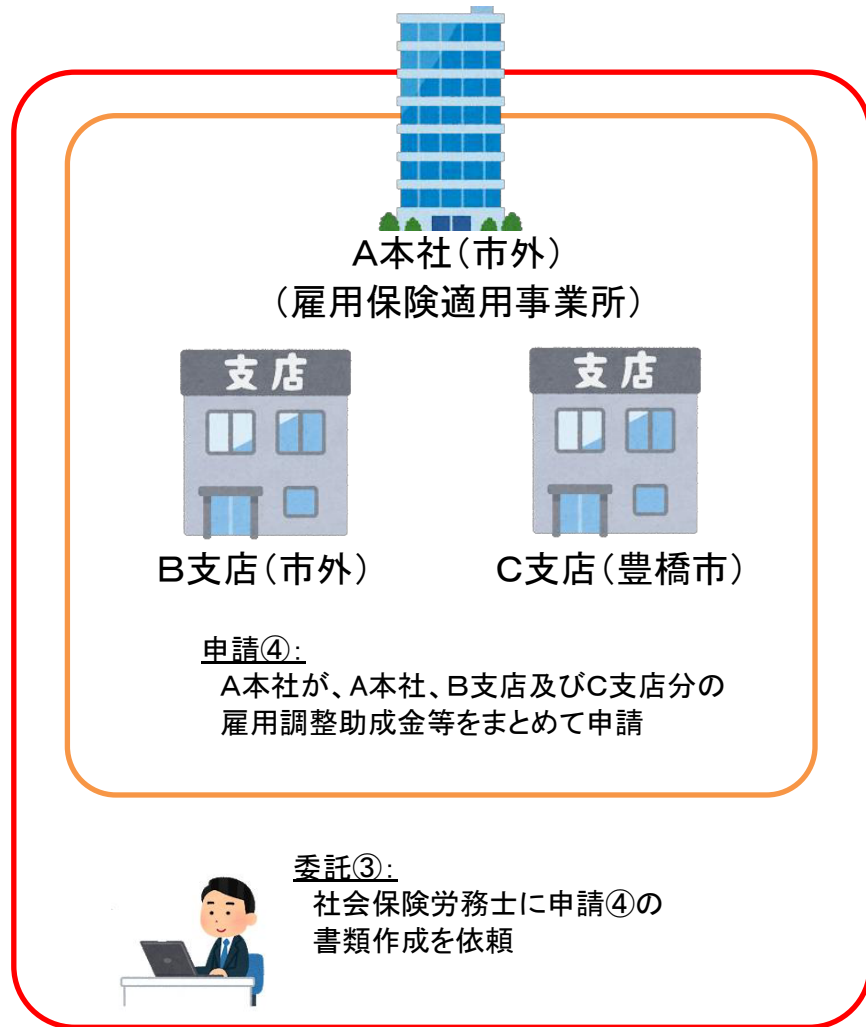 A本社(市外)
(雇用保険適用事業所)
支店
支店
B支店(市外)
C支店(豊橋市)
申請④:
A本社が、A本社、B支店及びC支店分の
雇用調整助成金等をまとめて申請
委託③:
社会保険労務士に申請④の
書類作成を依頼